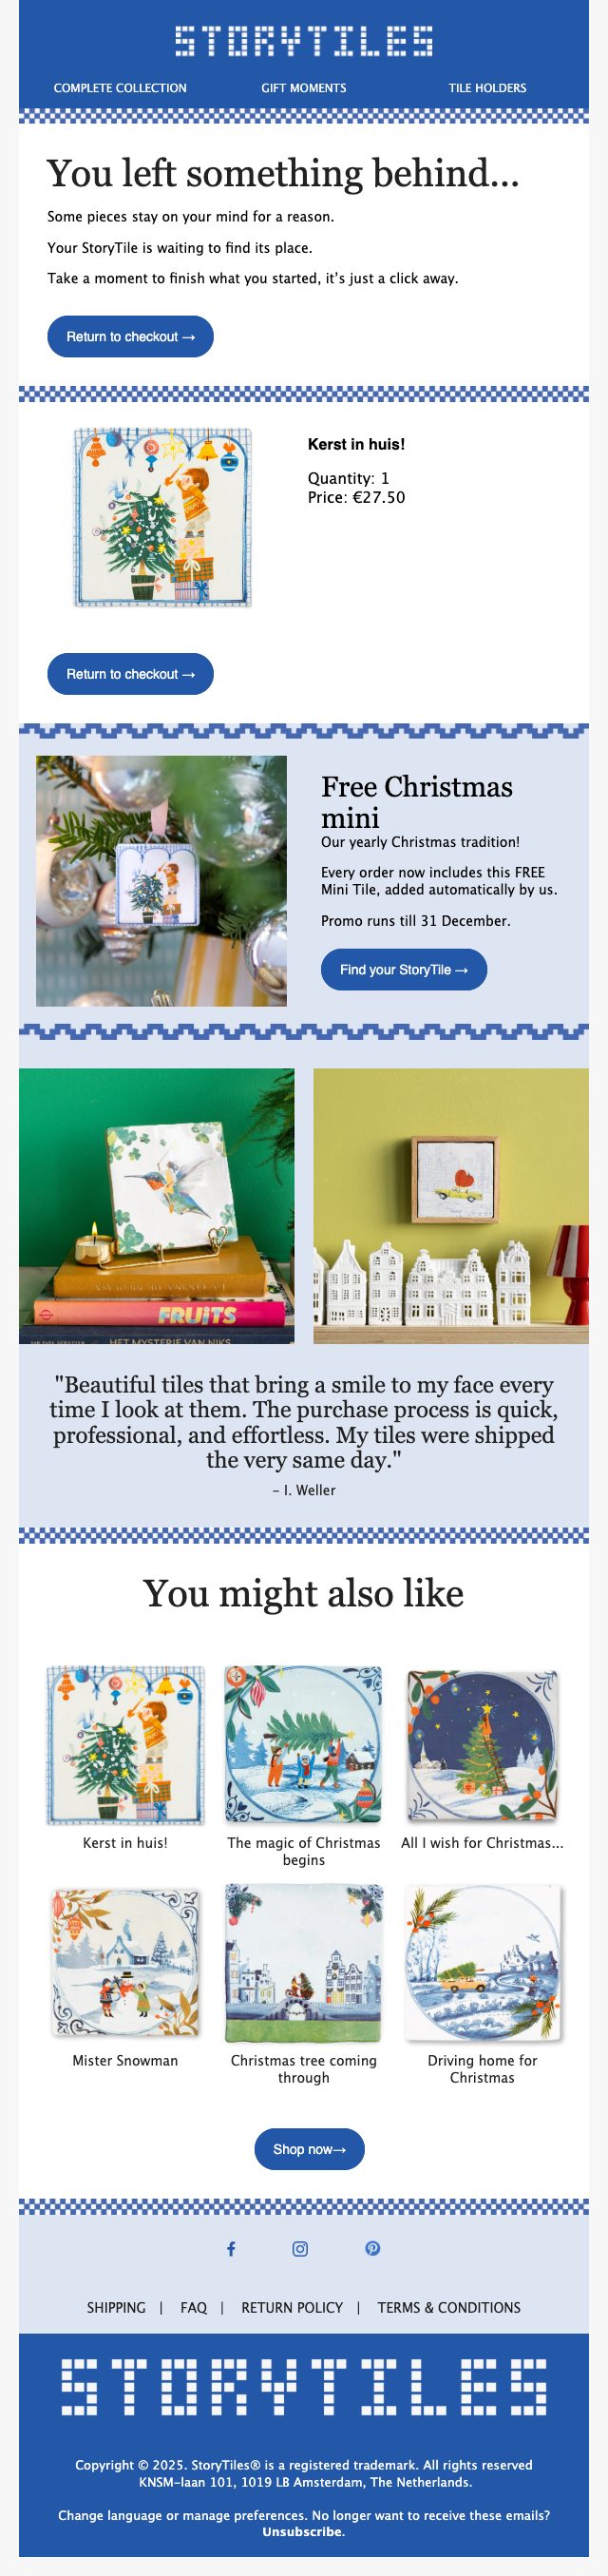 STORYTILES
COMPLETE COLLECTION
GIFT MOMENTS
TILE HOLDERS
You left something behind...
Some pieces stay on your mind for a reason.
Your StoryTile is waiting to find its place.
Take a moment to finish what you started, it's just a click away.
Return to checkout →
Kerst in huis!
Quantity: 1
Price: €27.50
Return to checkout →
Free Christmas
mini
Our yearly Christmas tradition!
Every order now includes this FREE
Mini Tile, added automatically by us.
Promo runs till 31 December.
Find your StoryTile →
FRUiTS
HET MYSTERIE VAN NIKS
"Beautiful tiles that bring a smile to my face every
time I look at them. The purchase process is quick,
professional, and effortless. My tiles were shipped
the very same day."
– I. Weller
You might also like
Kerst in huis!
The magic of Christmas
begins
All I wish for Christmas...
Mister Snowman
Christmas tree coming
through
Driving home for
Christmas
Shop now→
SHIPPING | FAQ | RETURN POLICY | TERMS & CONDITIONS
STORYTILES
Copyright © 2025. StoryTiles® is a registered trademark. All rights reserved
KNSM-laan 101, 1019 LB Amsterdam, The Netherlands.
Change language or manage preferences. No longer want to receive these emails?
Unsubscribe.